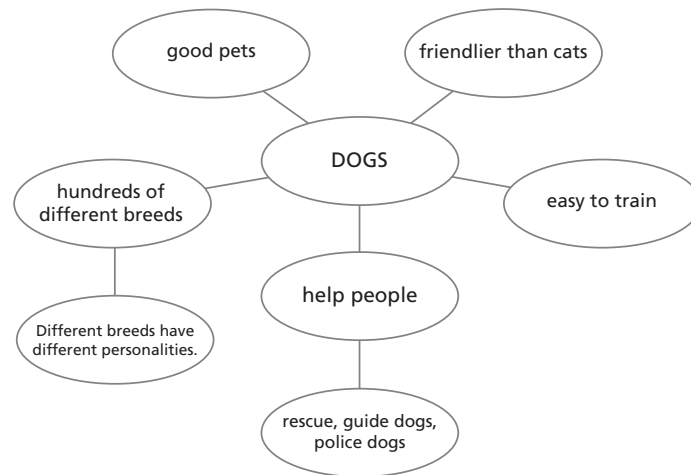 good pets
friendlier than cats
DOGS
hundreds of
different breeds
easy to train
help people
Different breeds have
different personalities.
rescue, guide dogs,
police dogs